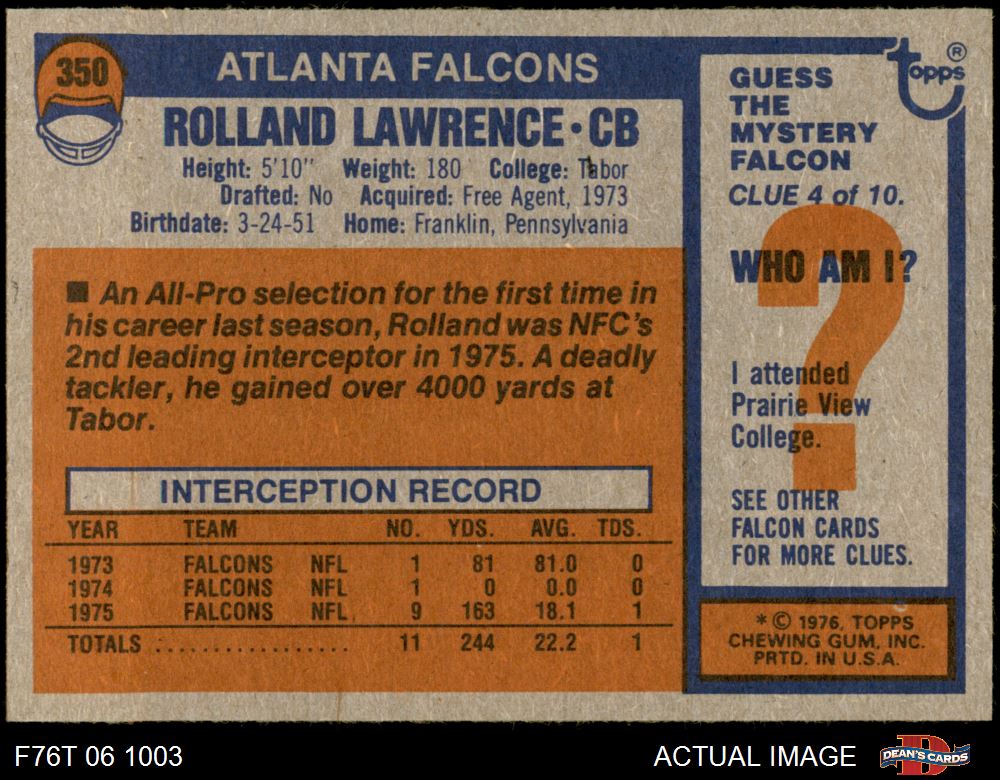 350
ATLANTA FALCONS
ROLLAND LAWRENCE • CB
Height: 5'10" Weight: 180 College: Tabor
Drafted: No Acquired: Free Agent, 1973
Birthdate: 3-24-51 Home: Franklin, Pennsylvania
■ An All-Pro selection for the first time in
his career last season, Rolland was NFC's
2nd leading interceptor in 1975. A deadly
tackler, he gained over 4000 yards at
Tabor.
INTERCEPTION RECORD
YEAR TEAM NO. YDS. AVG. TDS.
1973 FALCONS NFL 1 81 81.0 0
1974 FALCONS NFL 1 0 0.0 0
1975 FALCONS NFL 9 163 18.1 1
TOTALS ................. 11 244 22.2 1
Topps ®
GUESS
THE
MYSTERY
FALCON
CLUE 4 of 10.
?
WHO AM I?
I attended
Prairie View
College.
SEE OTHER
FALCON CARDS
FOR MORE CLUES.
* © 1976, TOPPS
CHEWING GUM, INC.
PRTD. IN U.S.A.
F76T 06 1003
ACTUAL IMAGE
D
DEAN'S CARDS